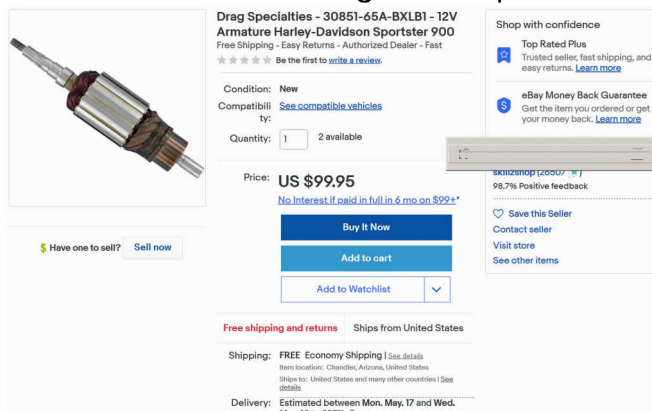 Drag Specialties - 30851-65A-BXLB1 - 12V
Armature Harley-Davidson Sportster 900
Free Shipping - Easy Returns - Authorized Dealer - Fast
Be the first to write a review.
Condition: New
Compatibili
ty:
See compatible vehicles
Quantity: 1 2 available
Price: US $99.95
No Interest if paid in full in 6 mo on $99+*
Buy It Now
Add to cart
Add to Watchlist
$ Have one to sell? Sell now
Free shipping and returns Ships from United States
Shipping: FREE Economy Shipping | See details
Item location: Chandler, Arizona, United States
Ships to: United States and many other countries | See
details
Delivery: Estimated between Mon. May. 17 and Wed.
Shop with confidence
Top Rated Plus
Trusted seller, fast shipping, and
easy returns. Learn more
eBay Money Back Guarantee
Get the item you ordered or get
your money back. Learn more
skillzshop (28507)
98.7% Positive feedback
Save this Seller
Contact seller
Visit store
See other items